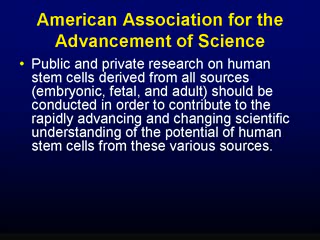 American Association for the
Advancement of Science
• Public and private research on human
stem cells derived from all sources
(embryonic, fetal, and adult) should be
conducted in order to contribute to the
rapidly advancing and changing scientific
understanding of the potential of human
stem cells from these various sources.